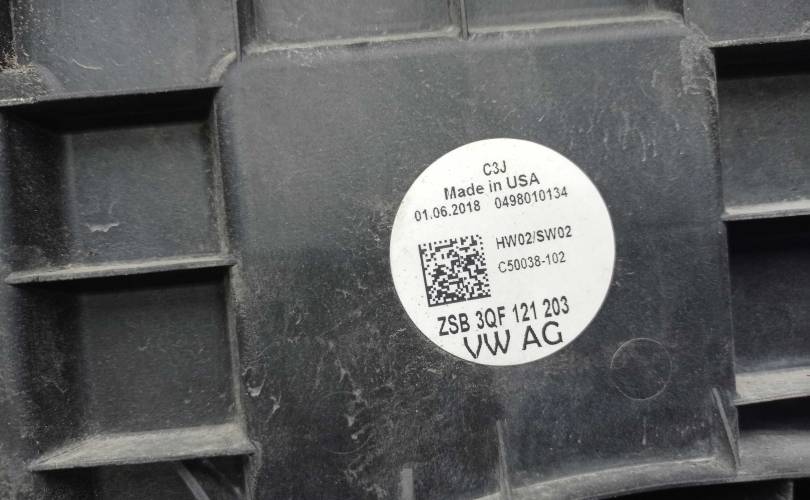 C3J
Made in USA
01.06.2018 0498010134
HW02/SW02
C50038-102
ZSB 3QF 121 203
VW AG